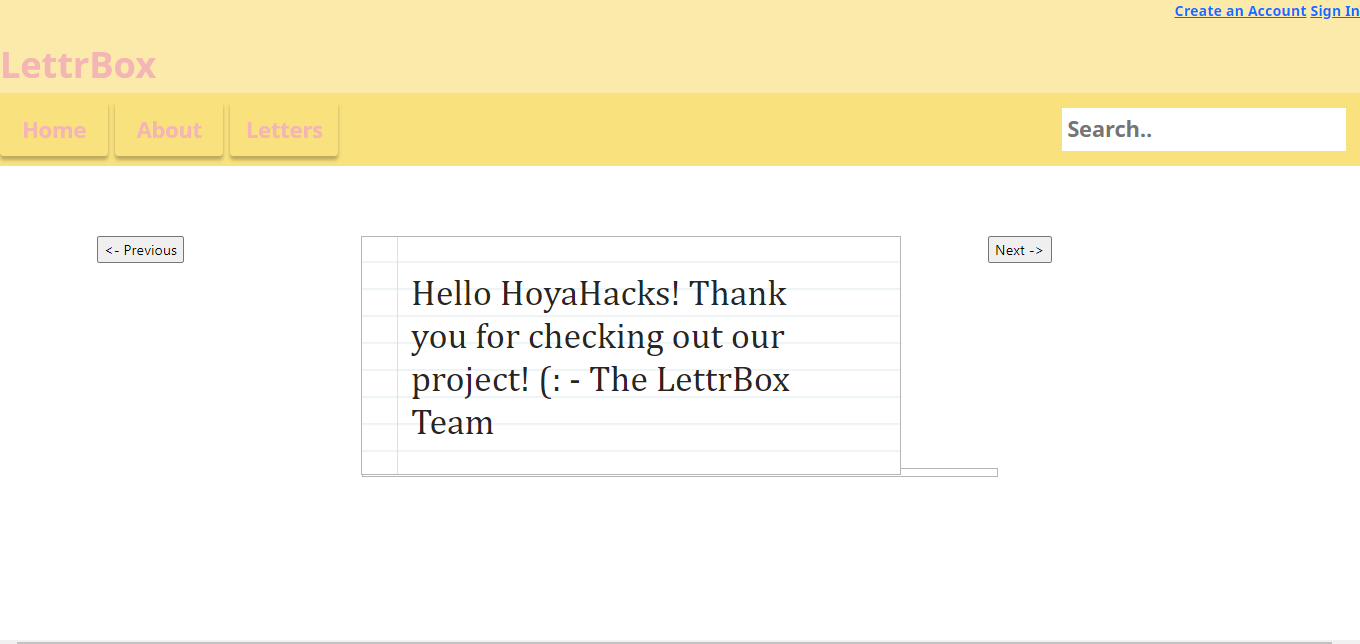 Create an Account Sign In
LettrBox
Home About Letters Search..
<- Previous Next ->
Hello HoyaHacks! Thank
you for checking out our
project! (: - The LettrBox
Team